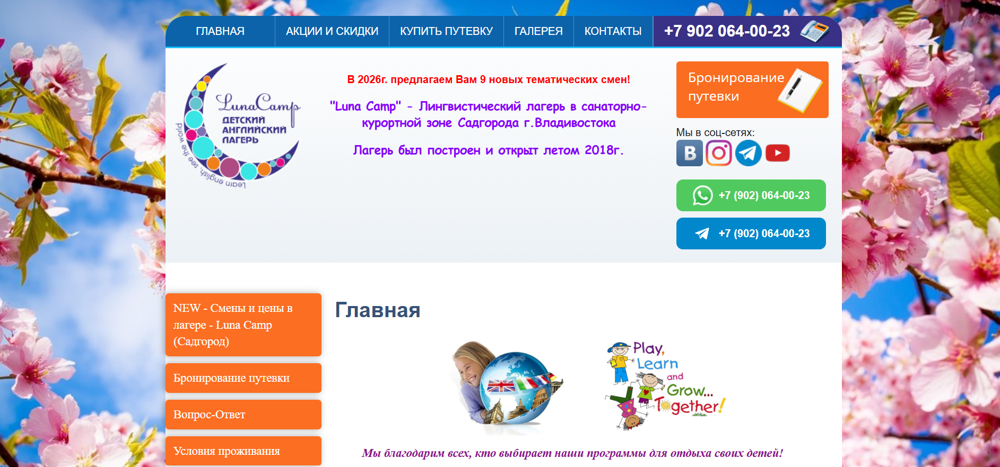 ГЛАВНАЯ
АКЦИИ И СКИДКИ
КУПИТЬ ПУТЕВКУ
ГАЛЕРЕЯ
КОНТАКТЫ
+7 902 064-00-23
LunaCamp
ДЕТСКИЙ
АНГЛИЙСКИЙ
ЛАГЕРЬ
Learn english, see the world
В 2026г. предлагаем Вам 9 новых тематических смен!
"Luna Camp" - Лингвистический лагерь в санаторно-
курортной зоне Садгорода г.Владивостока
Лагерь был построен и открыт летом 2018г.
Бронирование
путевки
Мы в соц-сетях:
+7 (902) 064-00-23
+7 (902) 064-00-23
NEW - Смены и цены в
лагере - Luna Camp
(Садгород)
Бронирование путевки
Вопрос-Ответ
Условия проживания
Главная
Play,
Learn
and
Grow...
Together!
Мы благодарим всех, кто выбирает наши программы для отдыха своих детей!